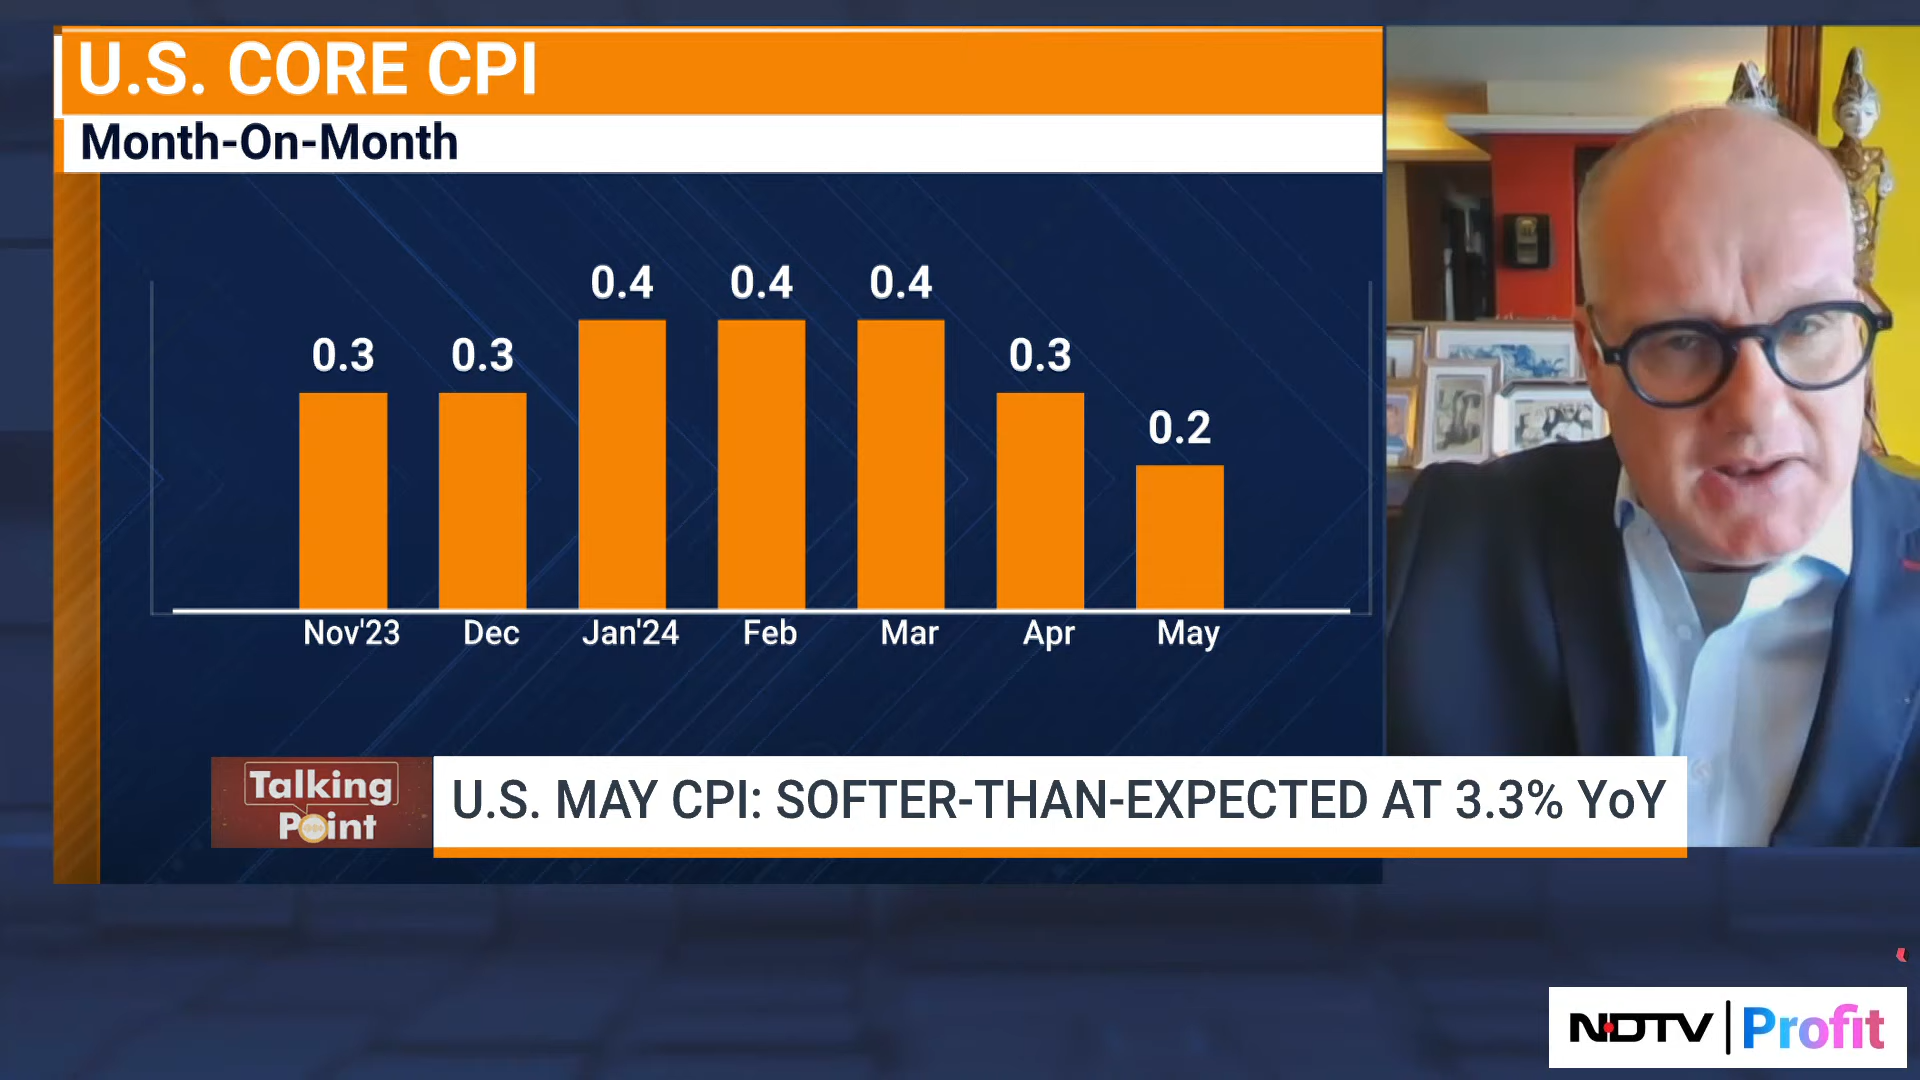 U.S. CORE CPI
Month-On-Month
0.3 0.3 0.4 0.4 0.4 0.3 0.2
Nov'23 Dec Jan'24 Feb Mar Apr May
Talking
Point
U.S. MAY CPI: SOFTER-THAN-EXPECTED AT 3.3% YoY
NDTV Profit